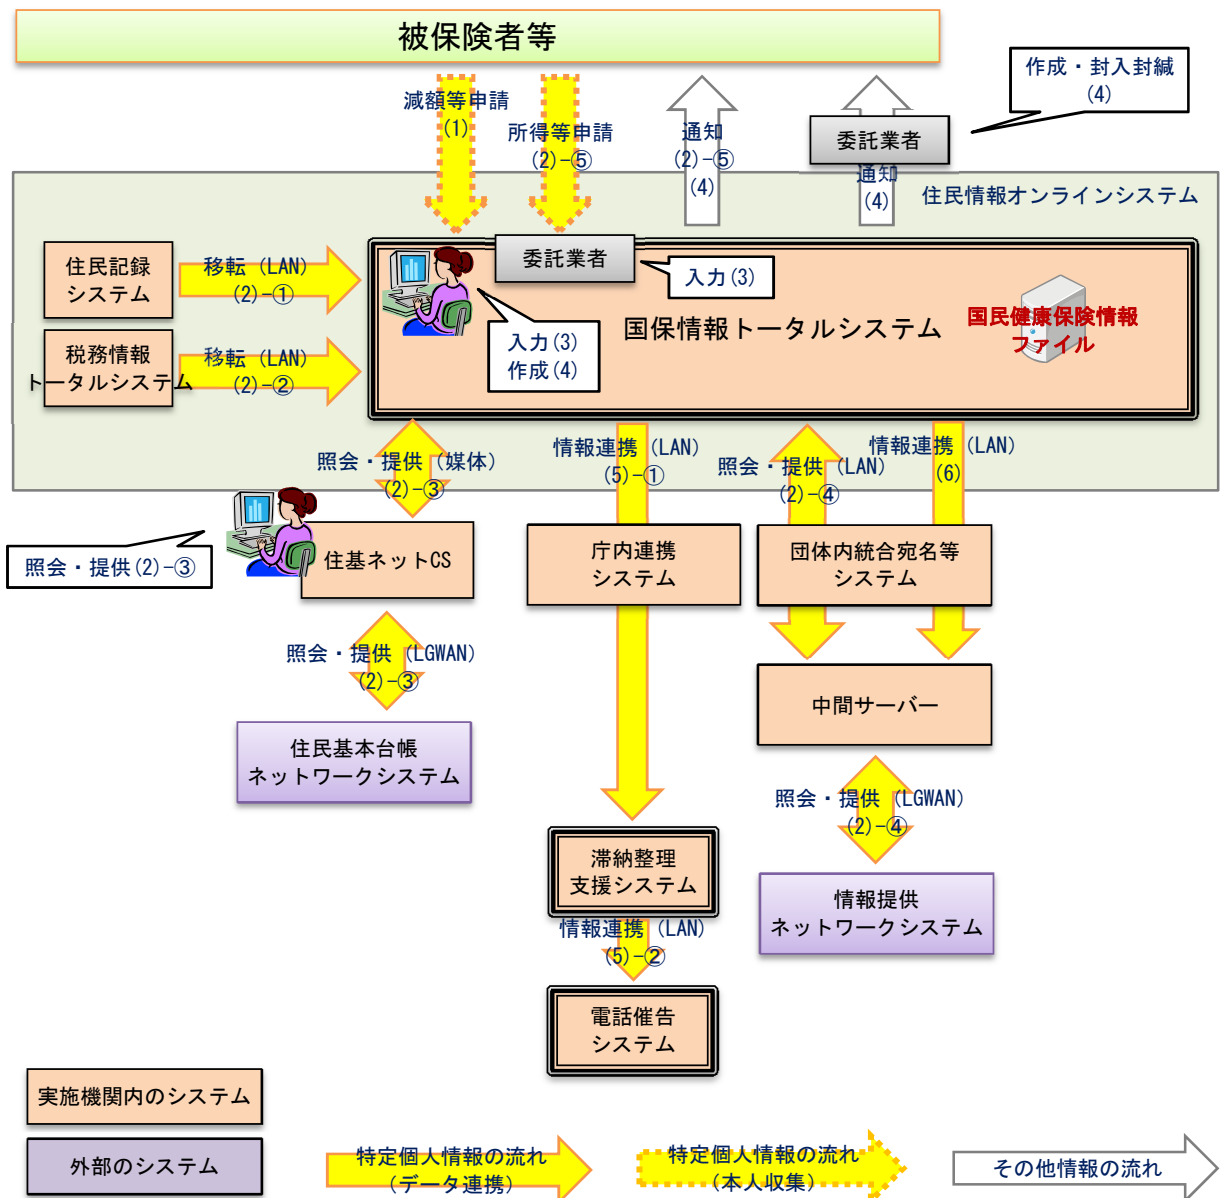 被保険者等
作成・封入封緘
(4)
減額等申請
(1)
所得等申請
(2)-⑤
通知
(2)-⑤
(4)
委託業者
通知
(4)
住民情報オンラインシステム
住民記録
システム
移転（LAN）
(2)-①
委託業者
入力(3)
入力(3)
作成(4)
国保情報トータルシステム
国民健康保険情報
ファイル
税務情報
トータルシステム
移転（LAN）
(2)-②
照会・提供（媒体）
(2)-③
情報連携（LAN）
(5)-①
照会・提供（LAN）
(2)-④
情報連携（LAN）
(6)
照会・提供(2)-③
住基ネットCS
庁内連携
システム
団体内統合宛名等
システム
照会・提供（LGWAN）
(2)-③
中間サーバー
住民基本台帳
ネットワークシステム
照会・提供（LGWAN）
(2)-④
滞納整理
支援システム
情報提供
ネットワークシステム
情報連携（LAN）
(5)-②
電話催告
システム
実施機関内のシステム
外部のシステム
特定個人情報の流れ
（データ連携）
特定個人情報の流れ
（本人収集）
その他情報の流れ